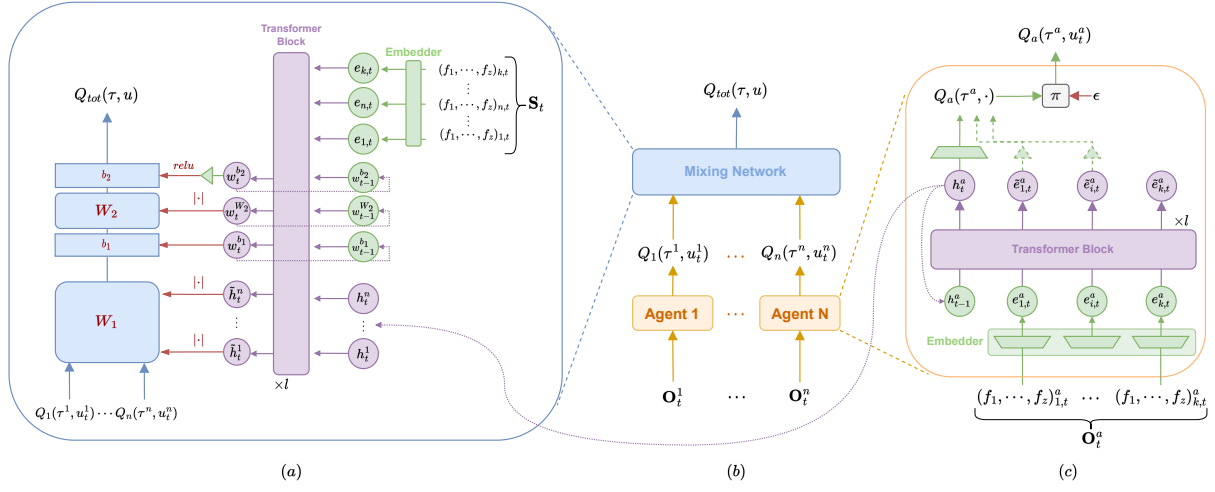 Transformer
Block
Embedder
e_{k,t}
(f_1, ⋯, f_z)_{k,t}
⋮
e_{n,t}
(f_1, ⋯, f_z)_{n,t}
S_t
⋮
e_{1,t}
(f_1, ⋯, f_z)_{1,t}
Q_{tot}(τ, u)
b_2
relu
w_t^{b_2}
w_{t-1}^{b_2}
W_2
|·|
w_t^{W_2}
w_{t-1}^{W_2}
b_1
w_t^{b_1}
w_{t-1}^{b_1}
W_1
|·|
h̃_t^n
h_t^n
⋮
⋮
|·|
h̃_t^1
h_t^1
×l
Q_1(τ^1, u_t^1) ⋯ Q_n(τ^n, u_t^n)
(a)
Q_{tot}(τ, u)
Mixing Network
Q_1(τ^1, u_t^1) ⋯ Q_n(τ^n, u_t^n)
Agent 1 ⋯ Agent N
O_t^1 ⋯ O_t^n
(b)
Q_a(τ^a, u_t^a)
Q_a(τ^a, ·)
π
ϵ
h_t^a
ẽ_{1,t}^a
ẽ_{i,t}^a
ẽ_{k,t}^a
×l
Transformer Block
h_{t-1}^a
e_{1,t}^a
e_{i,t}^a
e_{k,t}^a
Embedder
(f_1, ⋯, f_z)_{1,t}^a ⋯ (f_1, ⋯, f_z)_{k,t}^a
O_t^a
(c)